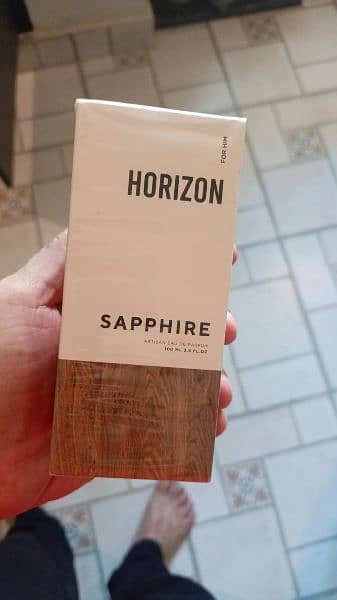 FOR HIM
HORIZON
SAPPHIRE
ARTISAN EAU DE PARFUM
100 ML 3.4 FL.OZ